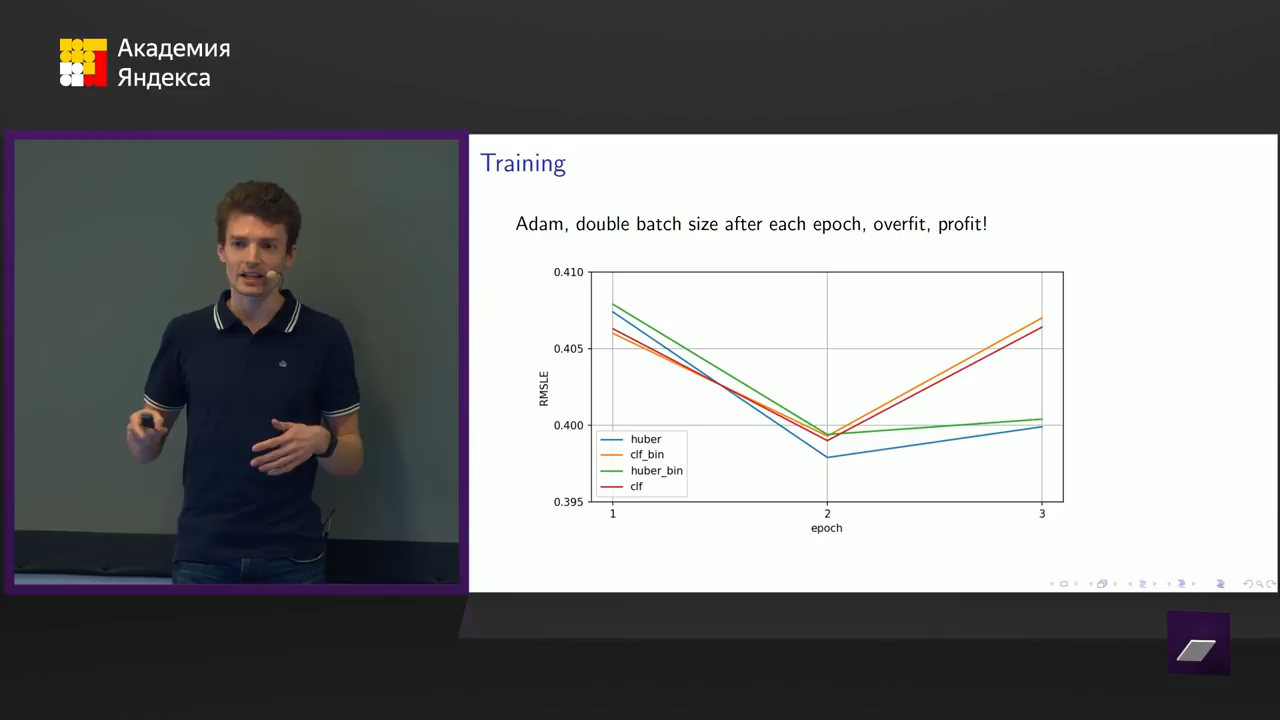 Академия
Яндекса
Training
Adam, double batch size after each epoch, overfit, profit!
0.410
0.405
0.400
0.395
RMSLE
huber
clf_bin
huber_bin
clf
1
2
3
epoch